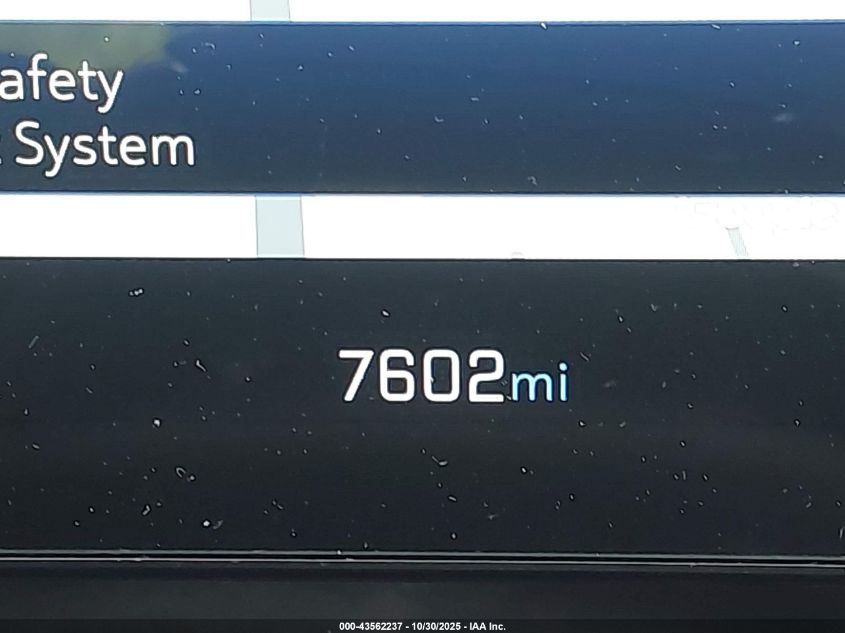 afety
System
7602mi
000-43562237 - 10/30/2025 - IAA Inc.